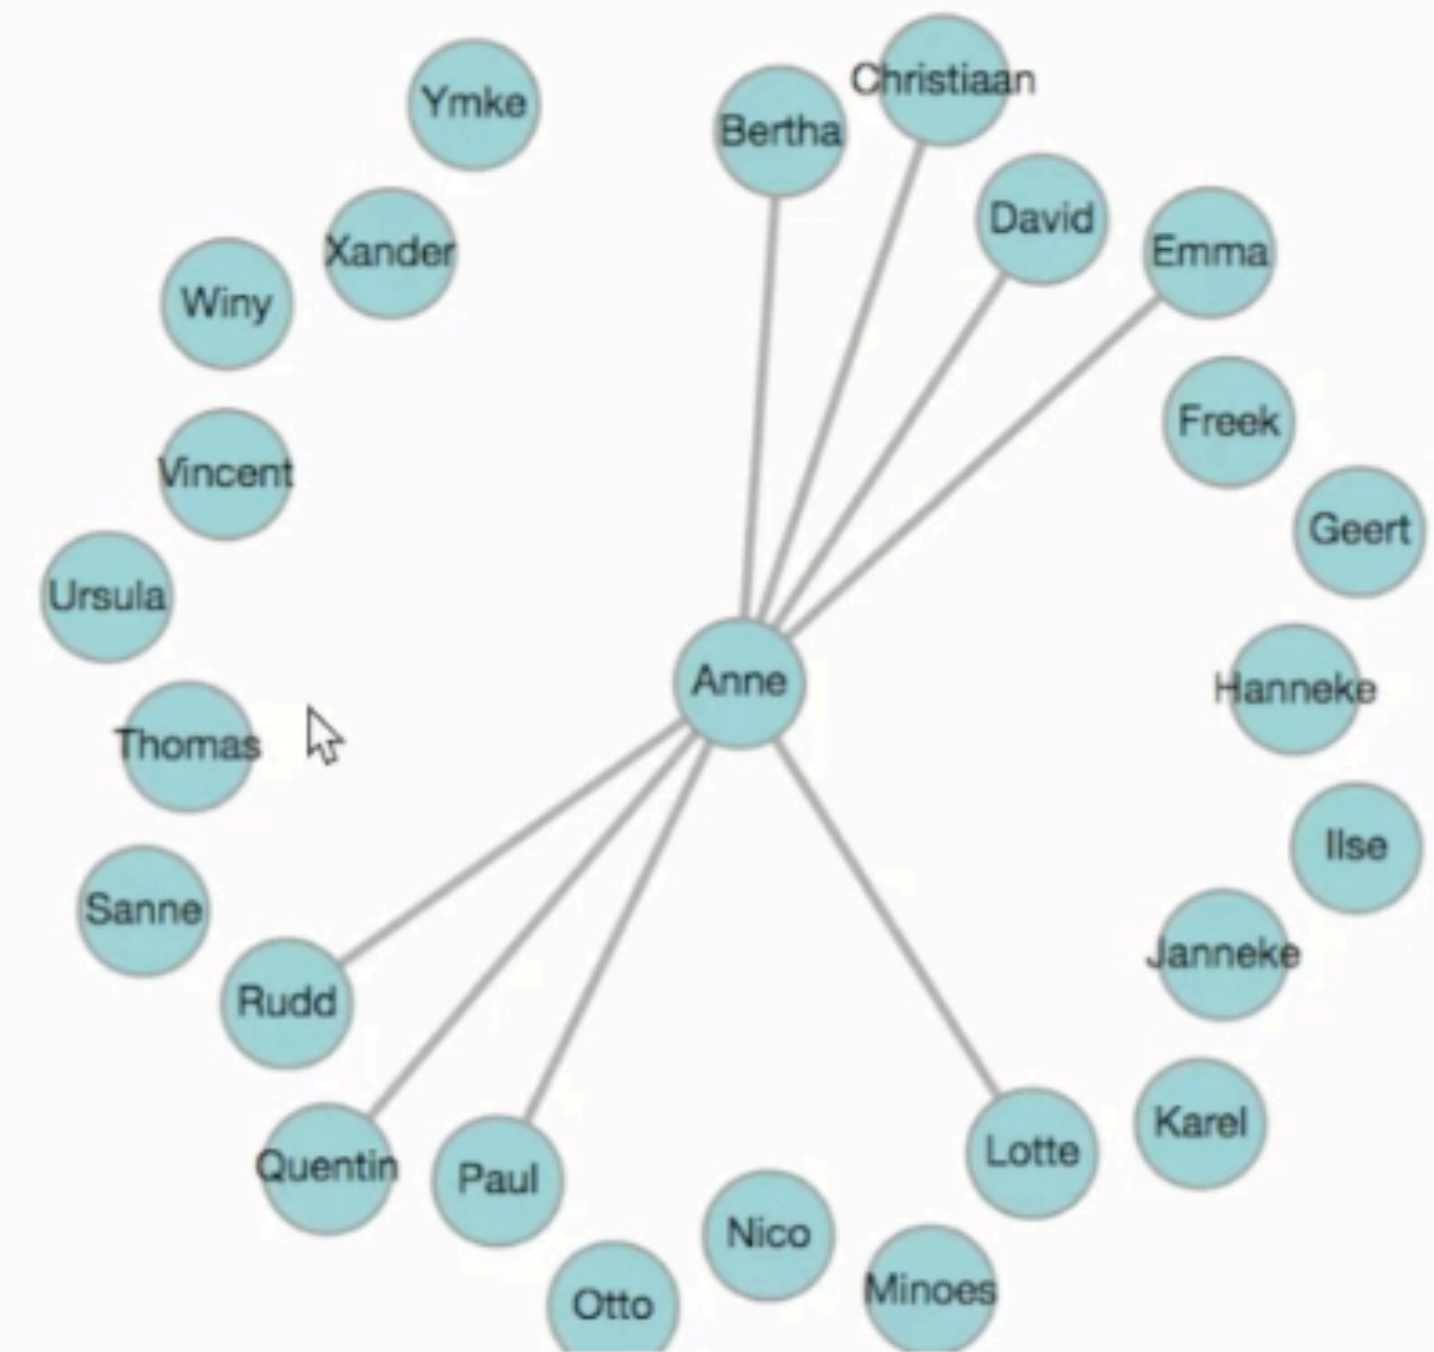 Christiaan
Ymke
Bertha
David
Xander
Emma
Winy
Freek
Vincent
Geert
Ursula
Anne
Hanneke
Thomas
Ilse
Sanne
Janneke
Rudd
Karel
Lotte
Quentin
Paul
Nico
Minoes
Otto